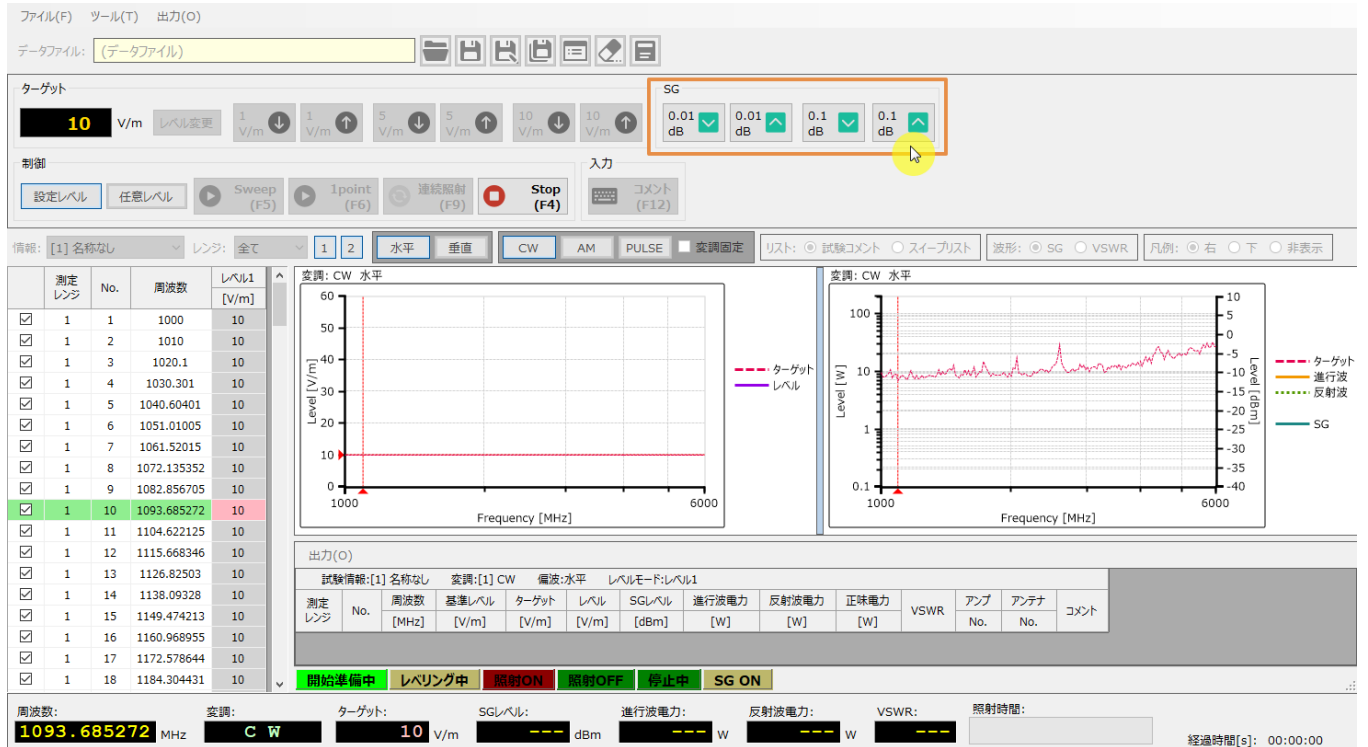 ファイル(F) ツール(T) 出力(O)
データファイル: (データファイル)
ターゲット
10 V/m レベル変更 1 V/m 1 V/m 5 V/m 5 V/m 10 V/m 10 V/m
SG
0.01 dB 0.01 dB 0.1 dB 0.1 dB
制御
設定レベル 任意レベル Sweep (F5) 1point (F6) 連続照射 (F9) Stop (F4)
入力
コメント (F12)
情報: [1] 名称なし レンジ: 全て 1 2 水平 垂直 CW AM PULSE 変調固定 リスト: 試験コメント スイープリスト 波形: SG VSWR 凡例: 右 下 非表示
測定レンジ No. 周波数 レベル1 [V/m]
1 1 1000 10
1 2 1010 10
1 3 1020.1 10
1 4 1030.301 10
1 5 1040.60401 10
1 6 1051.01005 10
1 7 1061.52015 10
1 8 1072.135352 10
1 9 1082.856705 10
1 10 1093.685272 10
1 11 1104.622125 10
1 12 1115.668346 10
1 13 1126.82503 10
1 14 1138.09328 10
1 15 1149.474213 10
1 16 1160.968955 10
1 17 1172.578644 10
1 18 1184.304431 10
変調: CW 水平
Level [V/m]
60
50
40
30
20
10
0
1000 6000
Frequency [MHz]
ターゲット
レベル
変調: CW 水平
Level [W]
100
10
1
0.1
10
5
0
-5
-10
-15
-20
-25
-30
-35
-40
Level [dBm]
1000 6000
Frequency [MHz]
ターゲット
進行波
反射波
SG
出力(O)
試験情報:[1] 名称なし 変調:[1] CW 偏波:水平 レベルモード:レベル1
測定レンジ No. 周波数 基準レベル ターゲット レベル SGレベル 進行波電力 反射波電力 正味電力 VSWR アンプ アンテナ コメント
[MHz] [V/m] [V/m] [V/m] [dBm] [W] [W] [W] No. No.
開始準備中 レベリング中 照射ON 照射OFF 停止中 SG ON
周波数: 変調: ターゲット: SGレベル: 進行波電力: 反射波電力: VSWR: 照射時間:
1093.685272 MHz CW 10 V/m --- dBm --- W --- W ---
経過時間[s]: 00:00:00